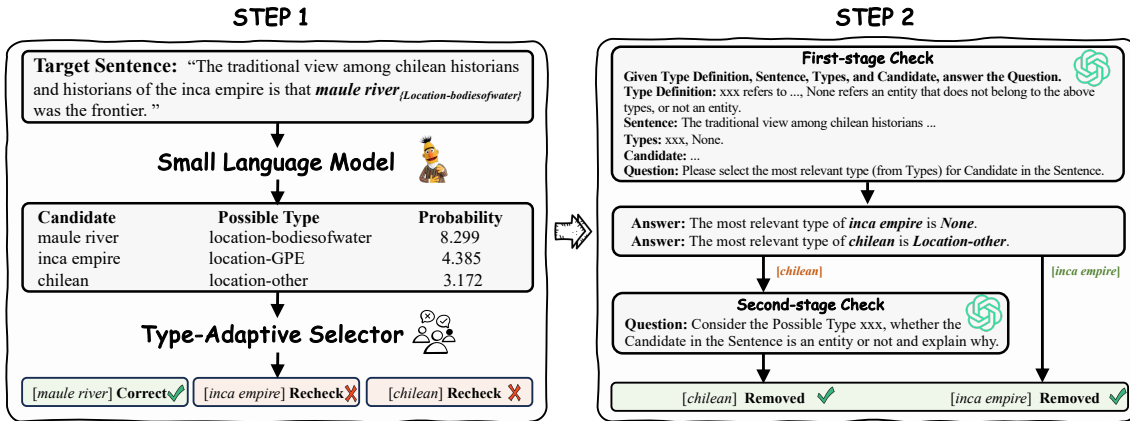 STEP 1
Target Sentence: “The traditional view among chilean historians
and historians of the inca empire is that maule river{Location-bodiesofwater}
was the frontier. ”
Small Language Model
Candidate Possible Type Probability
maule river location-bodiesofwater 8.299
inca empire location-GPE 4.385
chilean location-other 3.172
Type-Adaptive Selector
[maule river] Correct [inca empire] Recheck [chilean] Recheck
STEP 2
First-stage Check
Given Type Definition, Sentence, Types, and Candidate, answer the Question.
Type Definition: xxx refers to ..., None refers an entity that does not belong to the above
types, or not an entity.
Sentence: The traditional view among chilean historians ...
Types: xxx, None.
Candidate: ...
Question: Please select the most relevant type (from Types) for Candidate in the Sentence.
Answer: The most relevant type of inca empire is None.
Answer: The most relevant type of chilean is Location-other.
[chilean] [inca empire]
Second-stage Check
Question: Consider the Possible Type xxx, whether the
Candidate in the Sentence is an entity or not and explain why.
[chilean] Removed [inca empire] Removed